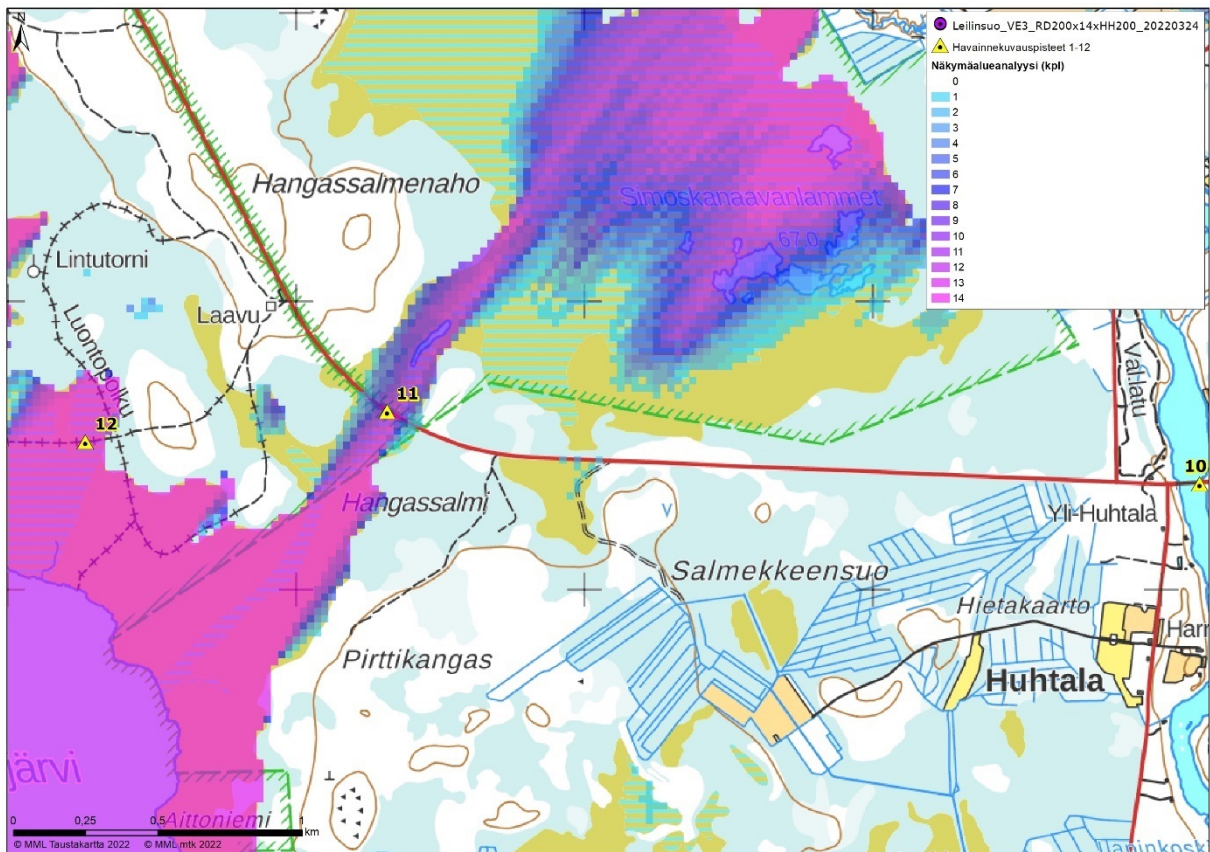 N
Leilinsuo_VE3_RD200x14xHH200_20220324
Havainnekuvauspisteet 1-12
Näkymäalueanalyysi (kpl)
0
1
2
3
4
5
6
7
8
9
10
11
12
13
14
Hangassalmenaho
Simoskanaavanlammet
67.0
Lintutorni
Laavu
Luontopolku
Val.latu
11
12
10
Hangassalmi
V
Yli-Huhtala
Salmekkeensuo
Hietakaarto
Harr
Pirttikangas
Huhtala
järvi
Aittoniemi
0 0,25 0,5 1
km
© MML Taustakartta 2022 © MML mtk 2022